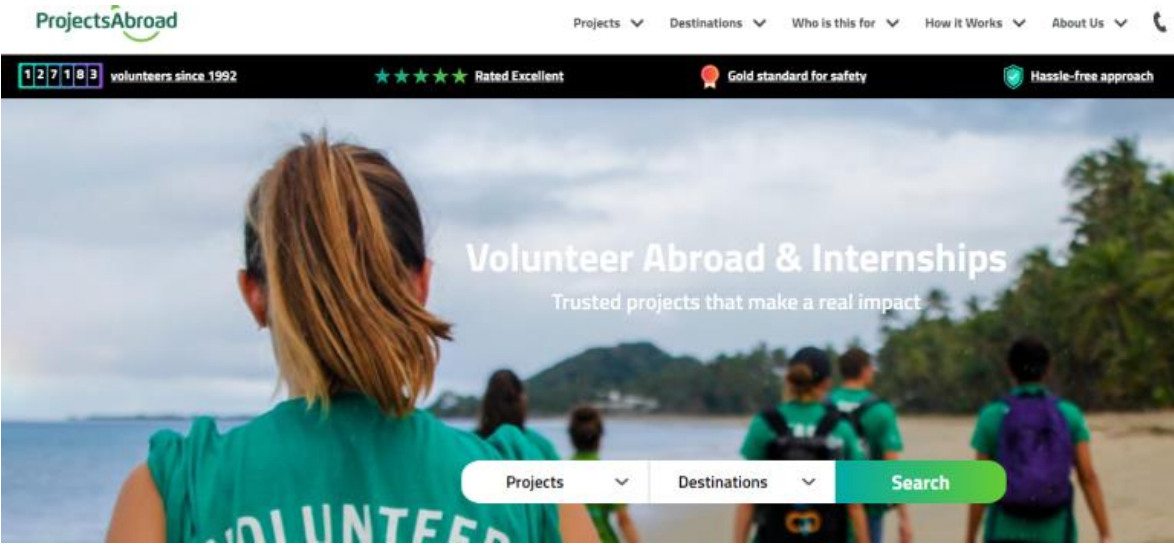 ProjectsAbroad
Projects Destinations Who is this for How it Works About Us
127183 volunteers since 1992 Rated Excellent Gold standard for safety Hassle-free approach
Volunteer Abroad & Internships
Trusted projects that make a real impact
Projects Destinations Search
VOLUNTEER